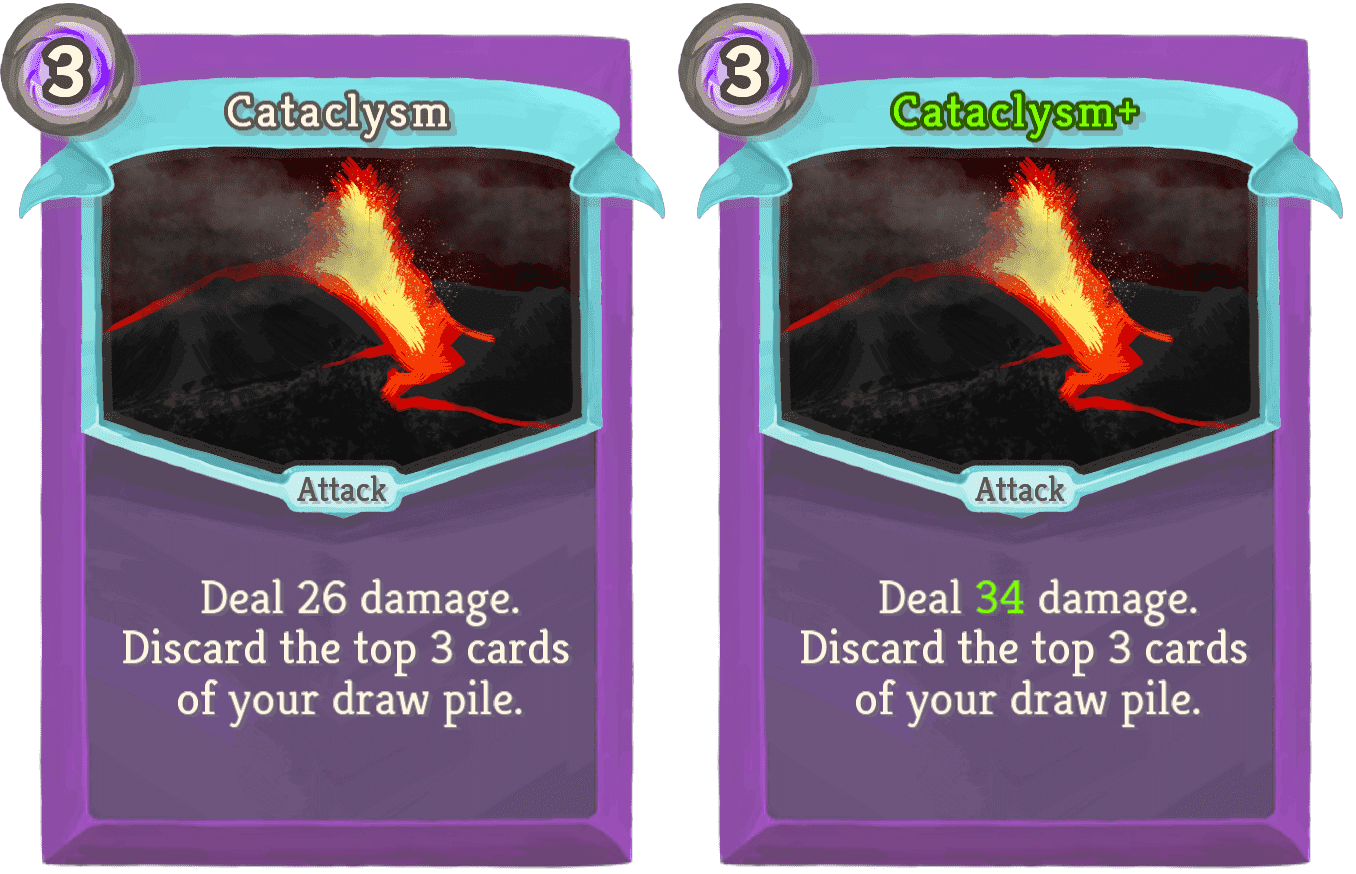 3
Cataclysm
Attack
Deal 26 damage.
Discard the top 3 cards
of your draw pile.
3
Cataclysm+
Attack
Deal 34 damage.
Discard the top 3 cards
of your draw pile.